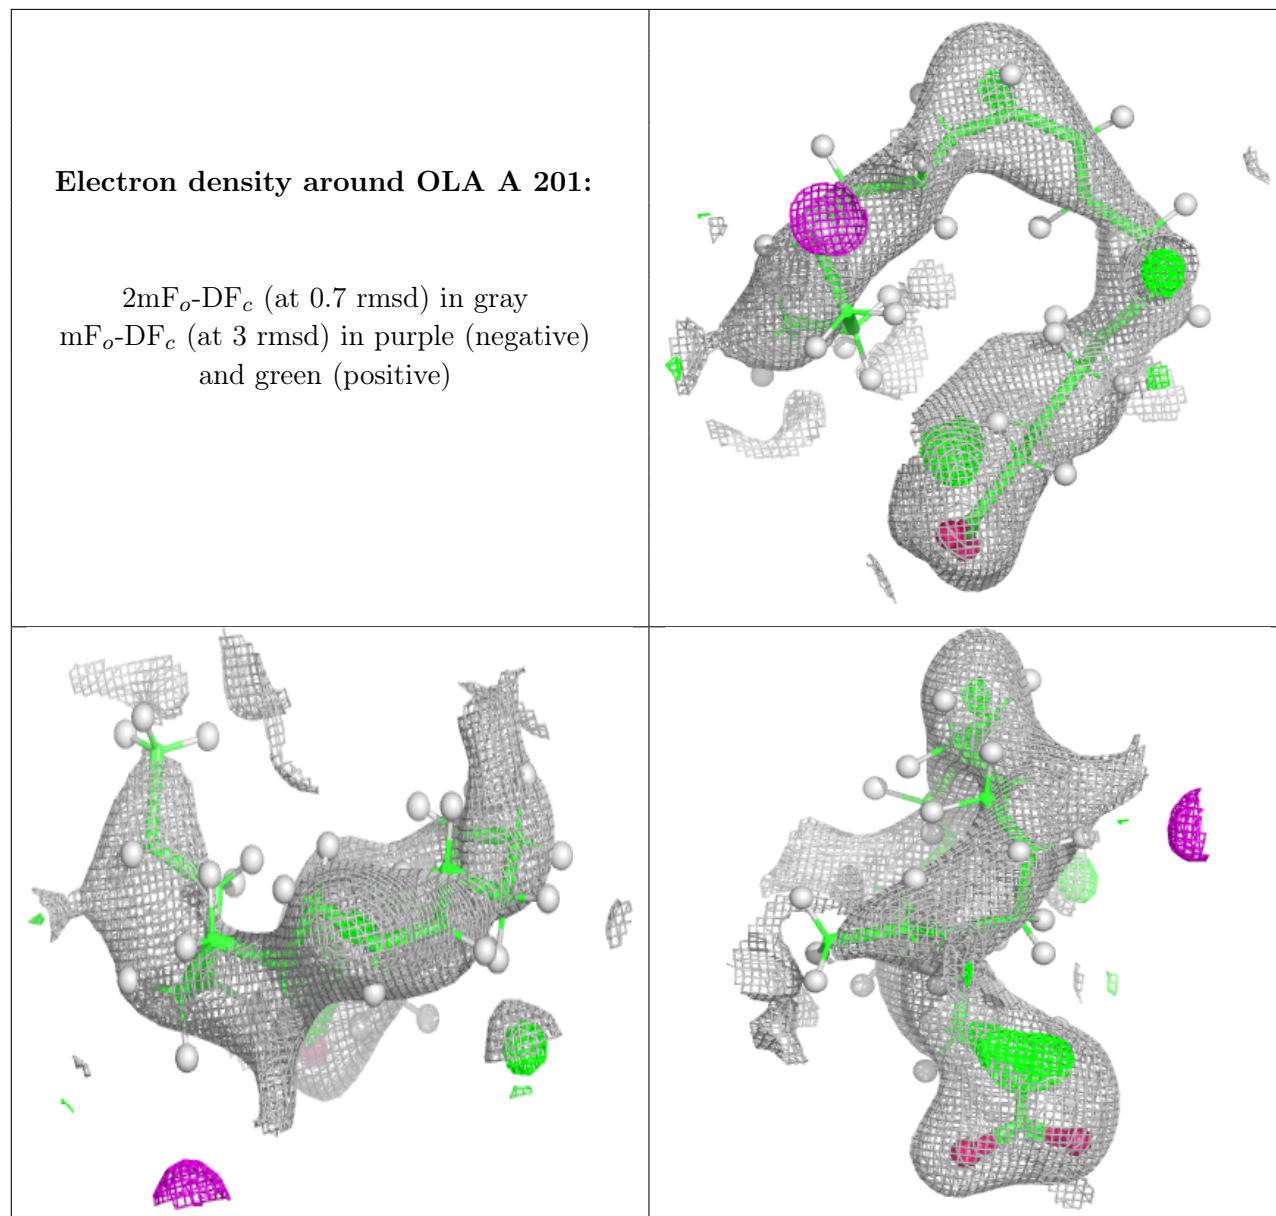 Electron density around OLA A 201:
2mFo-DFc (at 0.7 rmsd) in gray
mFo-DFc (at 3 rmsd) in purple (negative)
and green (positive)